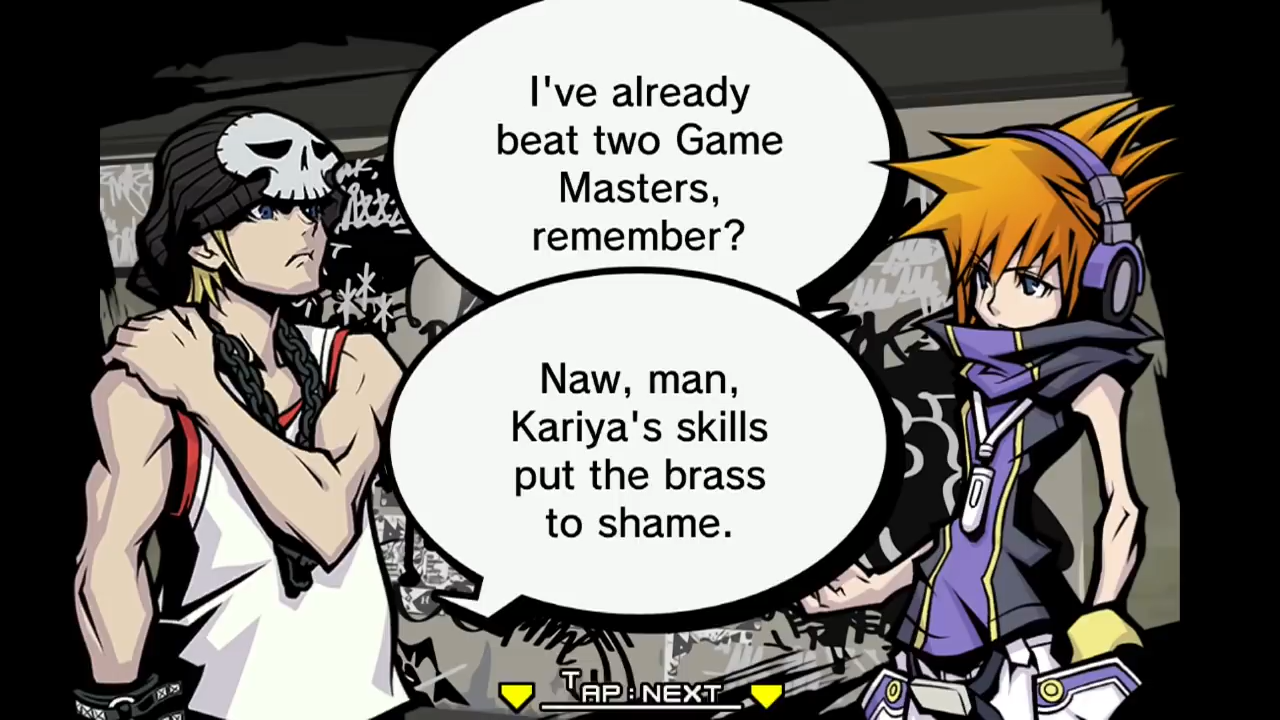 I've already
beat two Game
Masters,
remember?
Naw, man,
Kariya's skills
put the brass
to shame.
TAP : NEXT